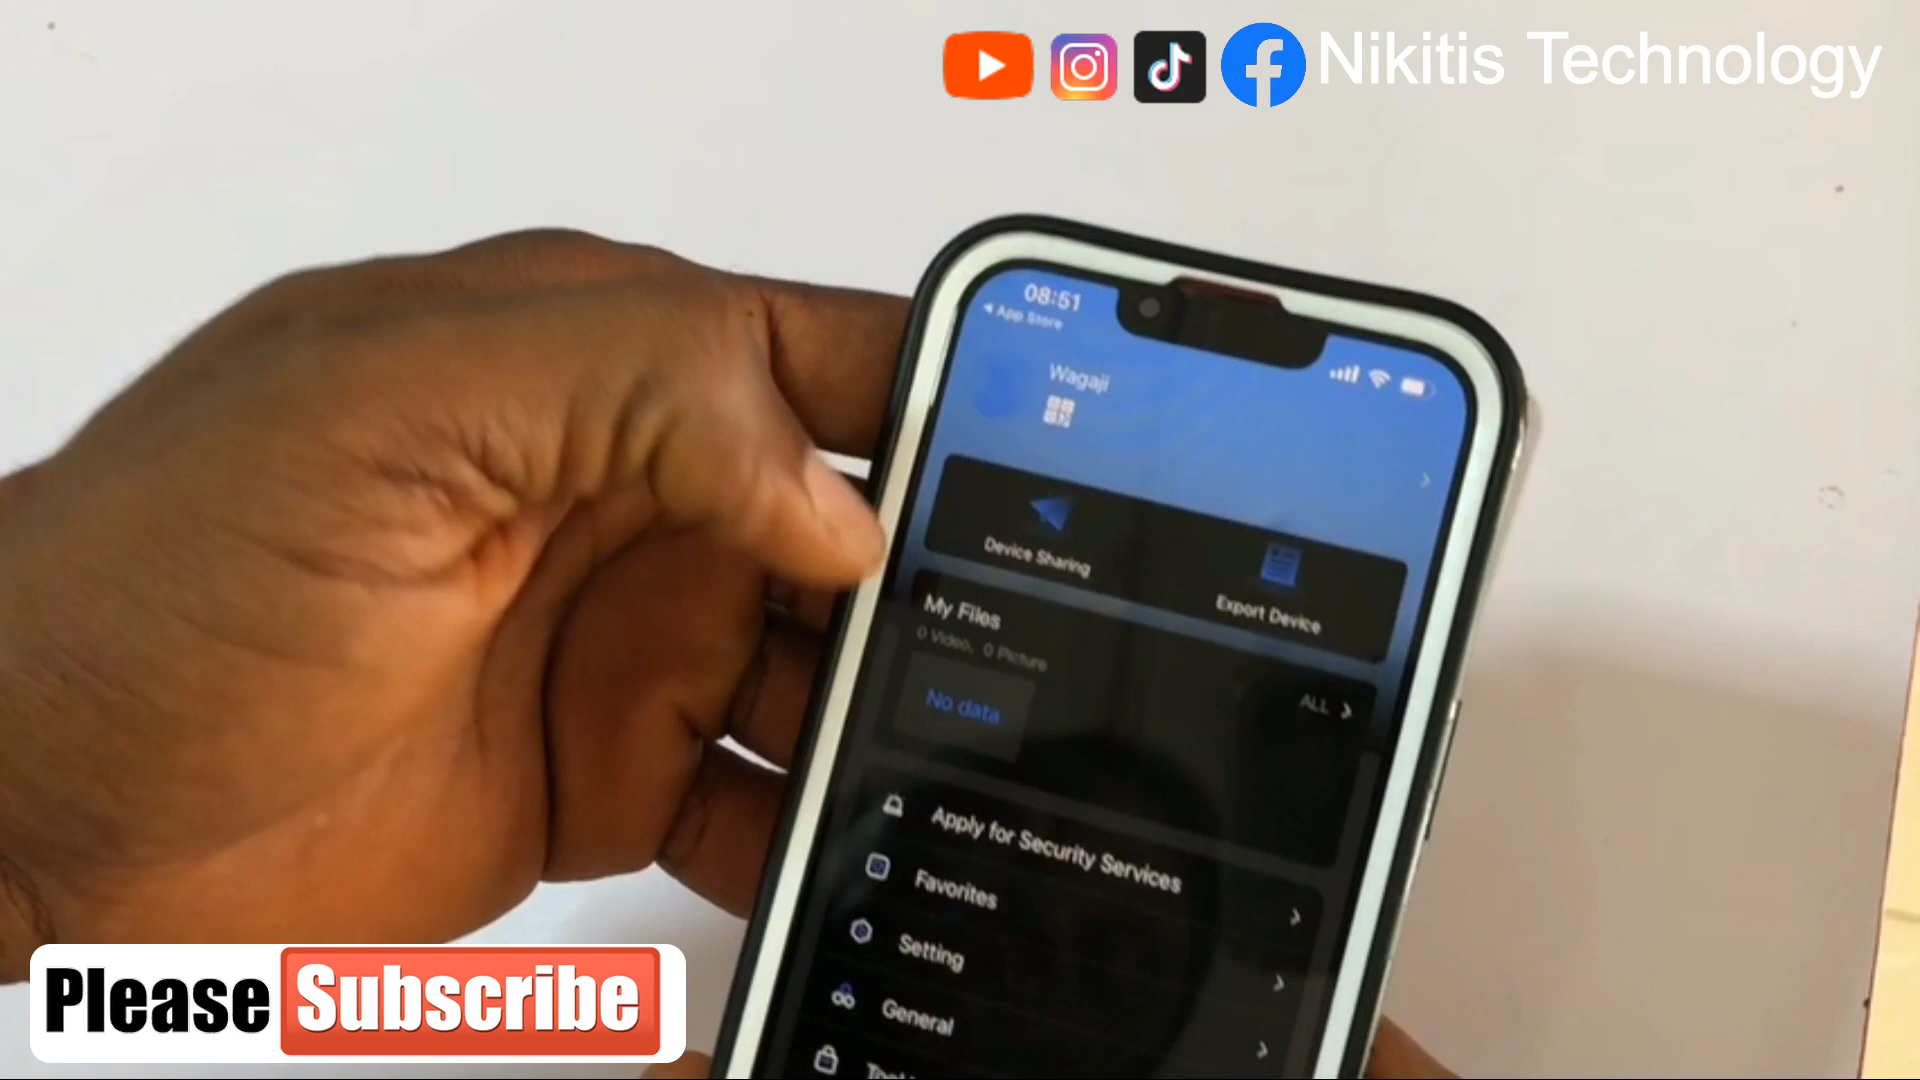 Nikitis Technology
08:51
App Store
Wagaji
Device Sharing
Export Device
My Files
0 Video, 0 Picture
ALL
No data
Apply for Security Services
Favorites
Setting
General
Please Subscribe